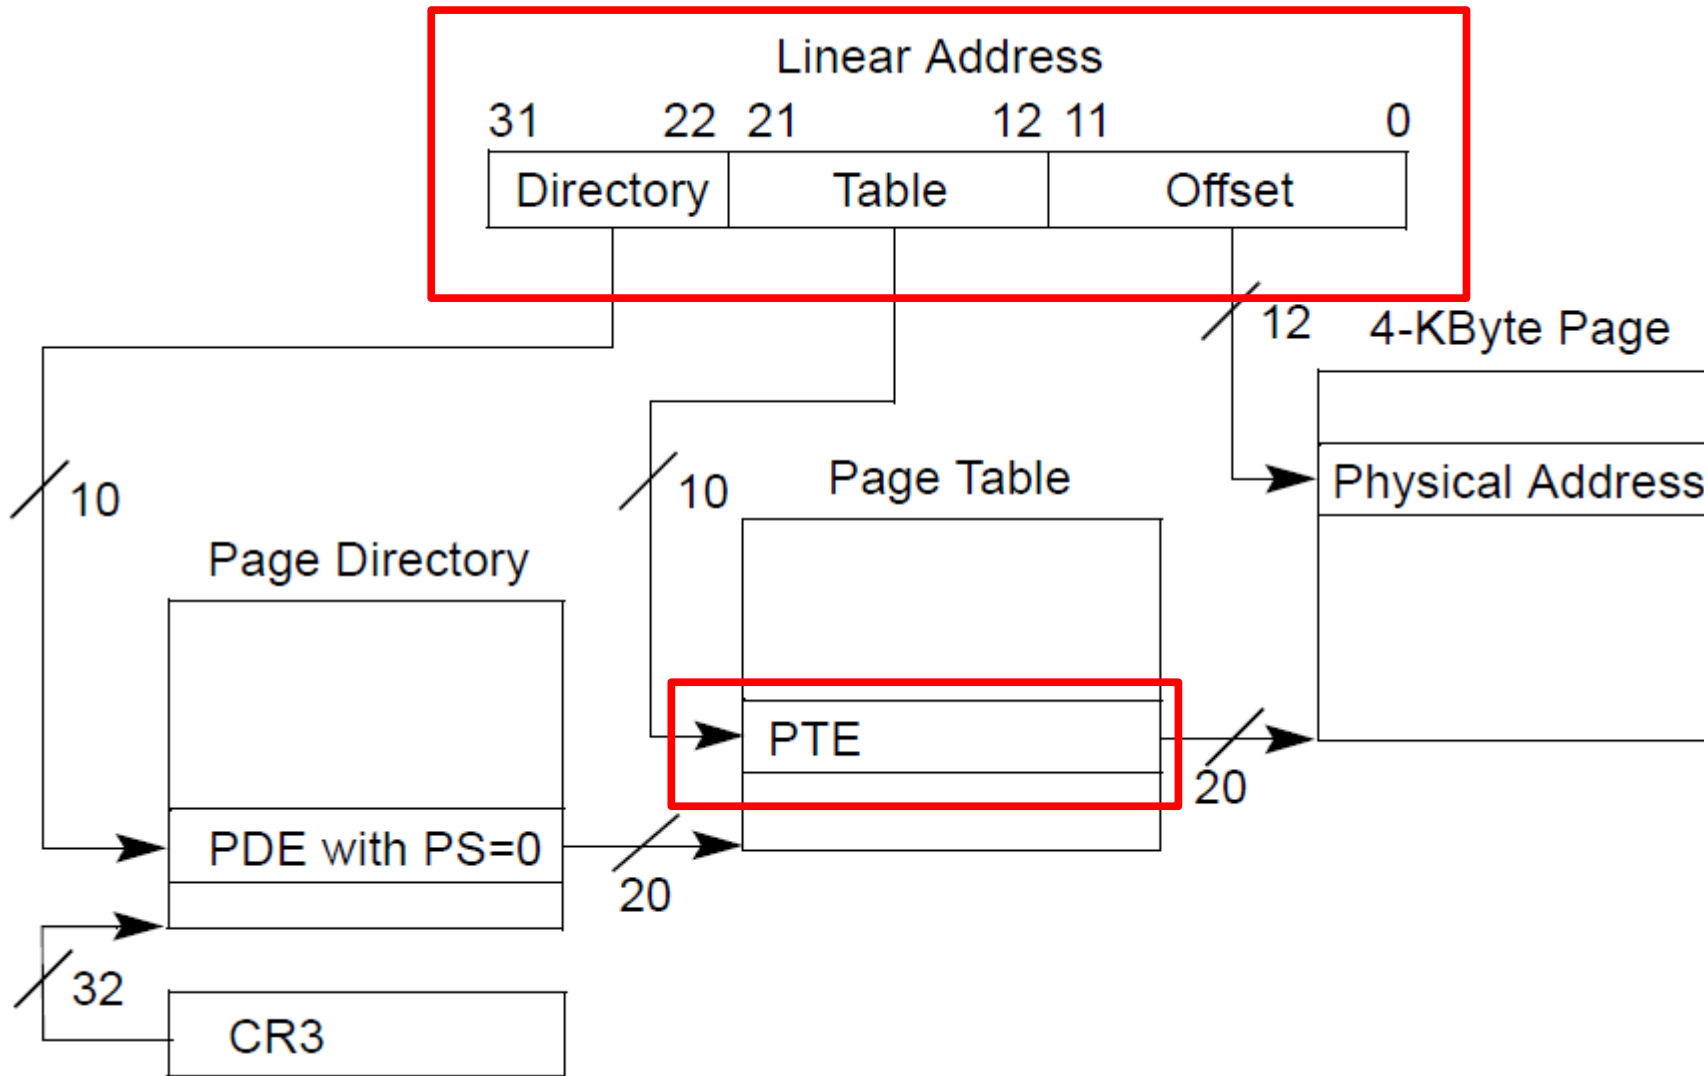 Linear Address
31 22 21 12 11 0
Directory Table Offset
12
4-KByte Page
10
10
Page Table
Physical Address
Page Directory
PTE
20
PDE with PS=0
20
32
CR3